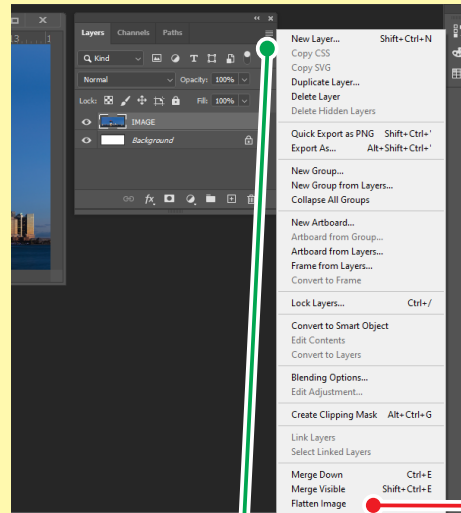 13
1
Layers Channels Paths
Kind
Normal Opacity: 100%
Lock: Fill: 100%
IMAGE
Background
fx
New Layer... Shift+Ctrl+N
Copy CSS
Copy SVG
Duplicate Layer...
Delete Layer
Delete Hidden Layers
Quick Export as PNG Shift+Ctrl+'
Export As... Alt+Shift+Ctrl+'
New Group...
New Group from Layers...
Collapse All Groups
New Artboard...
Artboard from Group...
Artboard from Layers...
Frame from Layers...
Convert to Frame
Lock Layers... Ctrl+/
Convert to Smart Object
Edit Contents
Convert to Layers
Blending Options...
Edit Adjustment...
Create Clipping Mask Alt+Ctrl+G
Link Layers
Select Linked Layers
Merge Down Ctrl+E
Merge Visible Shift+Ctrl+E
Flatten Image